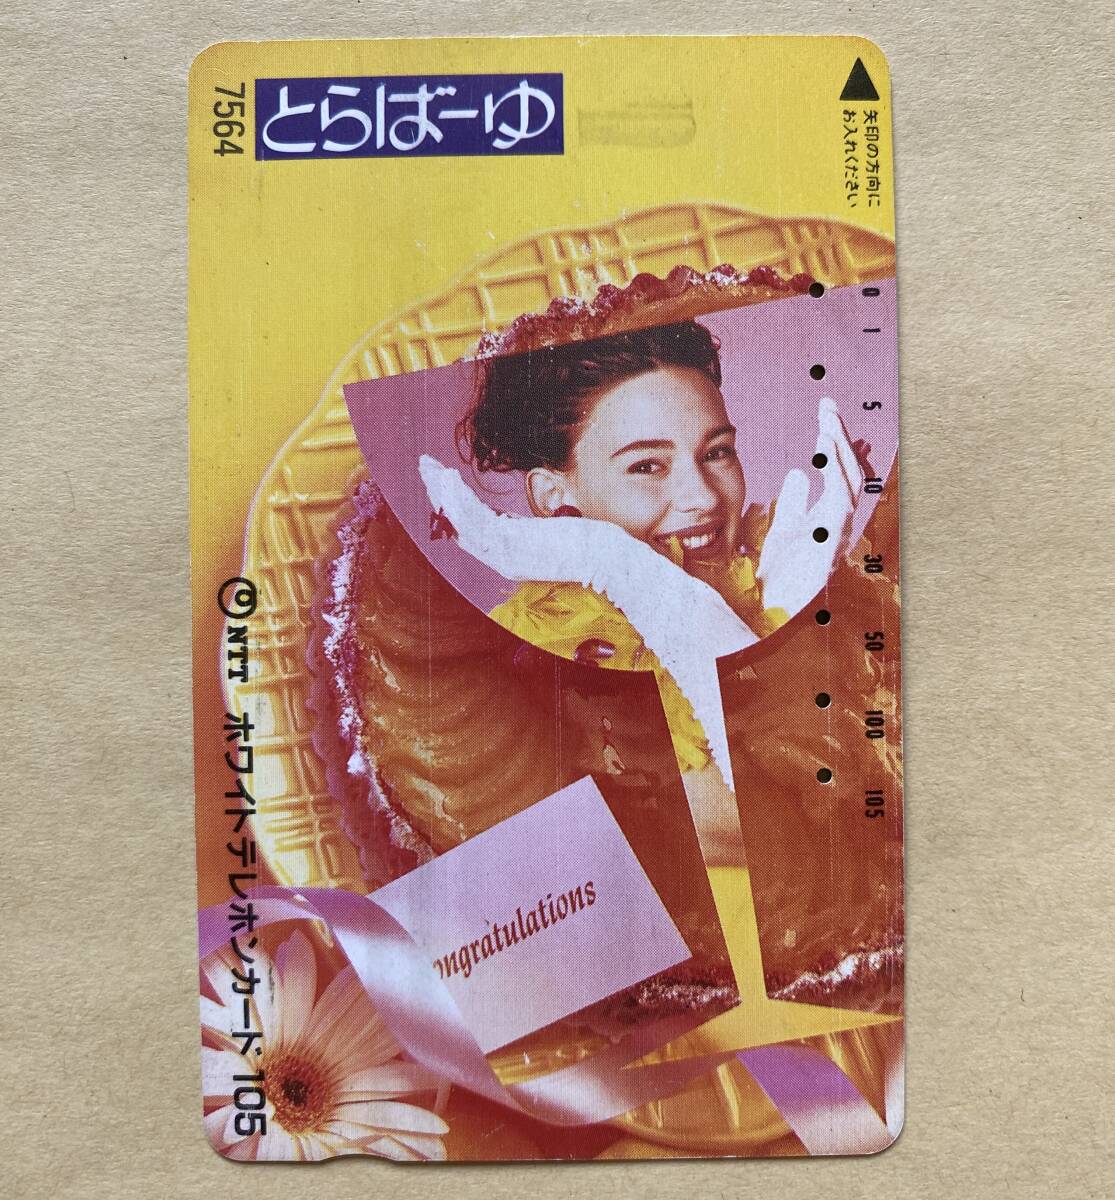 とらばーゆ
7564
矢印の方向に
お入れください
0
1
5
10
30
50
100
105
ongratulations
NTT ホワイトテレホンカード 105